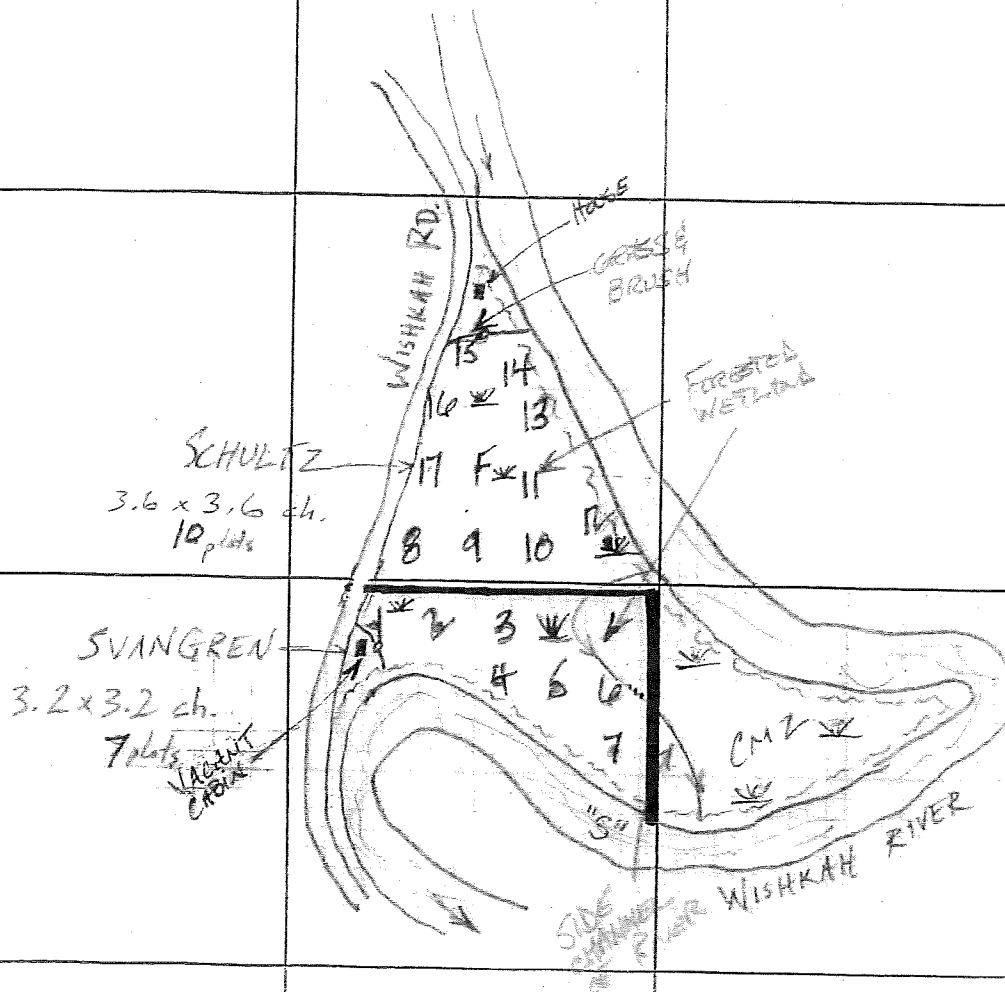 HOUSE
WISHKAH RD.
GRASS &
BRUSH
15
14
FORESTED
WETLAND
16
13
SCHULTZ
17 F 11
3.6 x 3.6 ch.
10 plots
12
8 9 10
2 3 1
SVANGREN
4 5 6
3.2 x 3.2 ch.
7 plots
7
CMZ
VACANT
CABIN
"S"
WISHKAH RIVER
SIDE
CHANNEL
RIVER